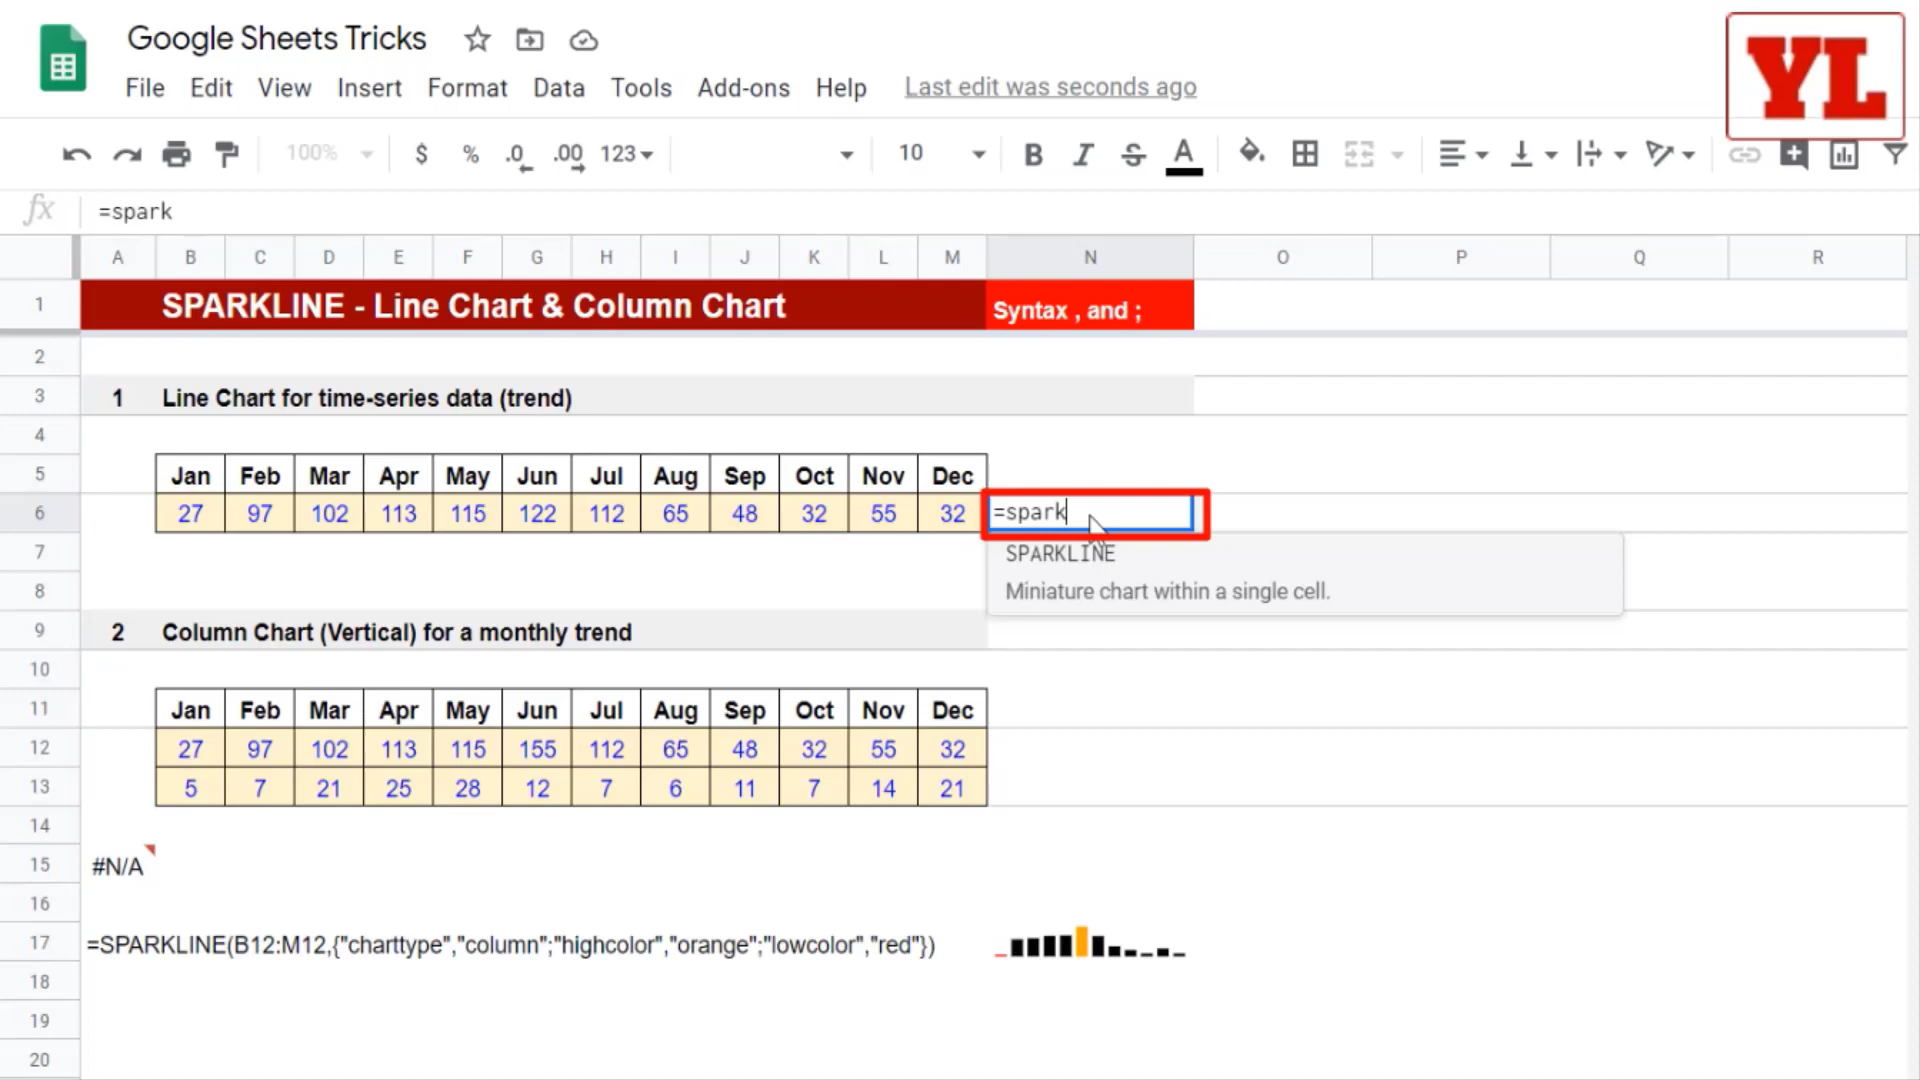 Google Sheets Tricks
YL
File Edit View Insert Format Data Tools Add-ons Help Last edit was seconds ago
100% $ % .0 .00 123 10 B I S A
fx =spark
A B C D E F G H I J K L M N O P Q R
1 SPARKLINE - Line Chart & Column Chart Syntax , and ;
2
3 1 Line Chart for time-series data (trend)
4
5 Jan Feb Mar Apr May Jun Jul Aug Sep Oct Nov Dec
6 27 97 102 113 115 122 112 65 48 32 55 32 =spark
7 SPARKLINE
8 Miniature chart within a single cell.
9 2 Column Chart (Vertical) for a monthly trend
10
11 Jan Feb Mar Apr May Jun Jul Aug Sep Oct Nov Dec
12 27 97 102 113 115 155 112 65 48 32 55 32
13 5 7 21 25 28 12 7 6 11 7 14 21
14
15 #N/A
16
17 =SPARKLINE(B12:M12,{"charttype","column";"highcolor","orange";"lowcolor","red"})
18
19
20